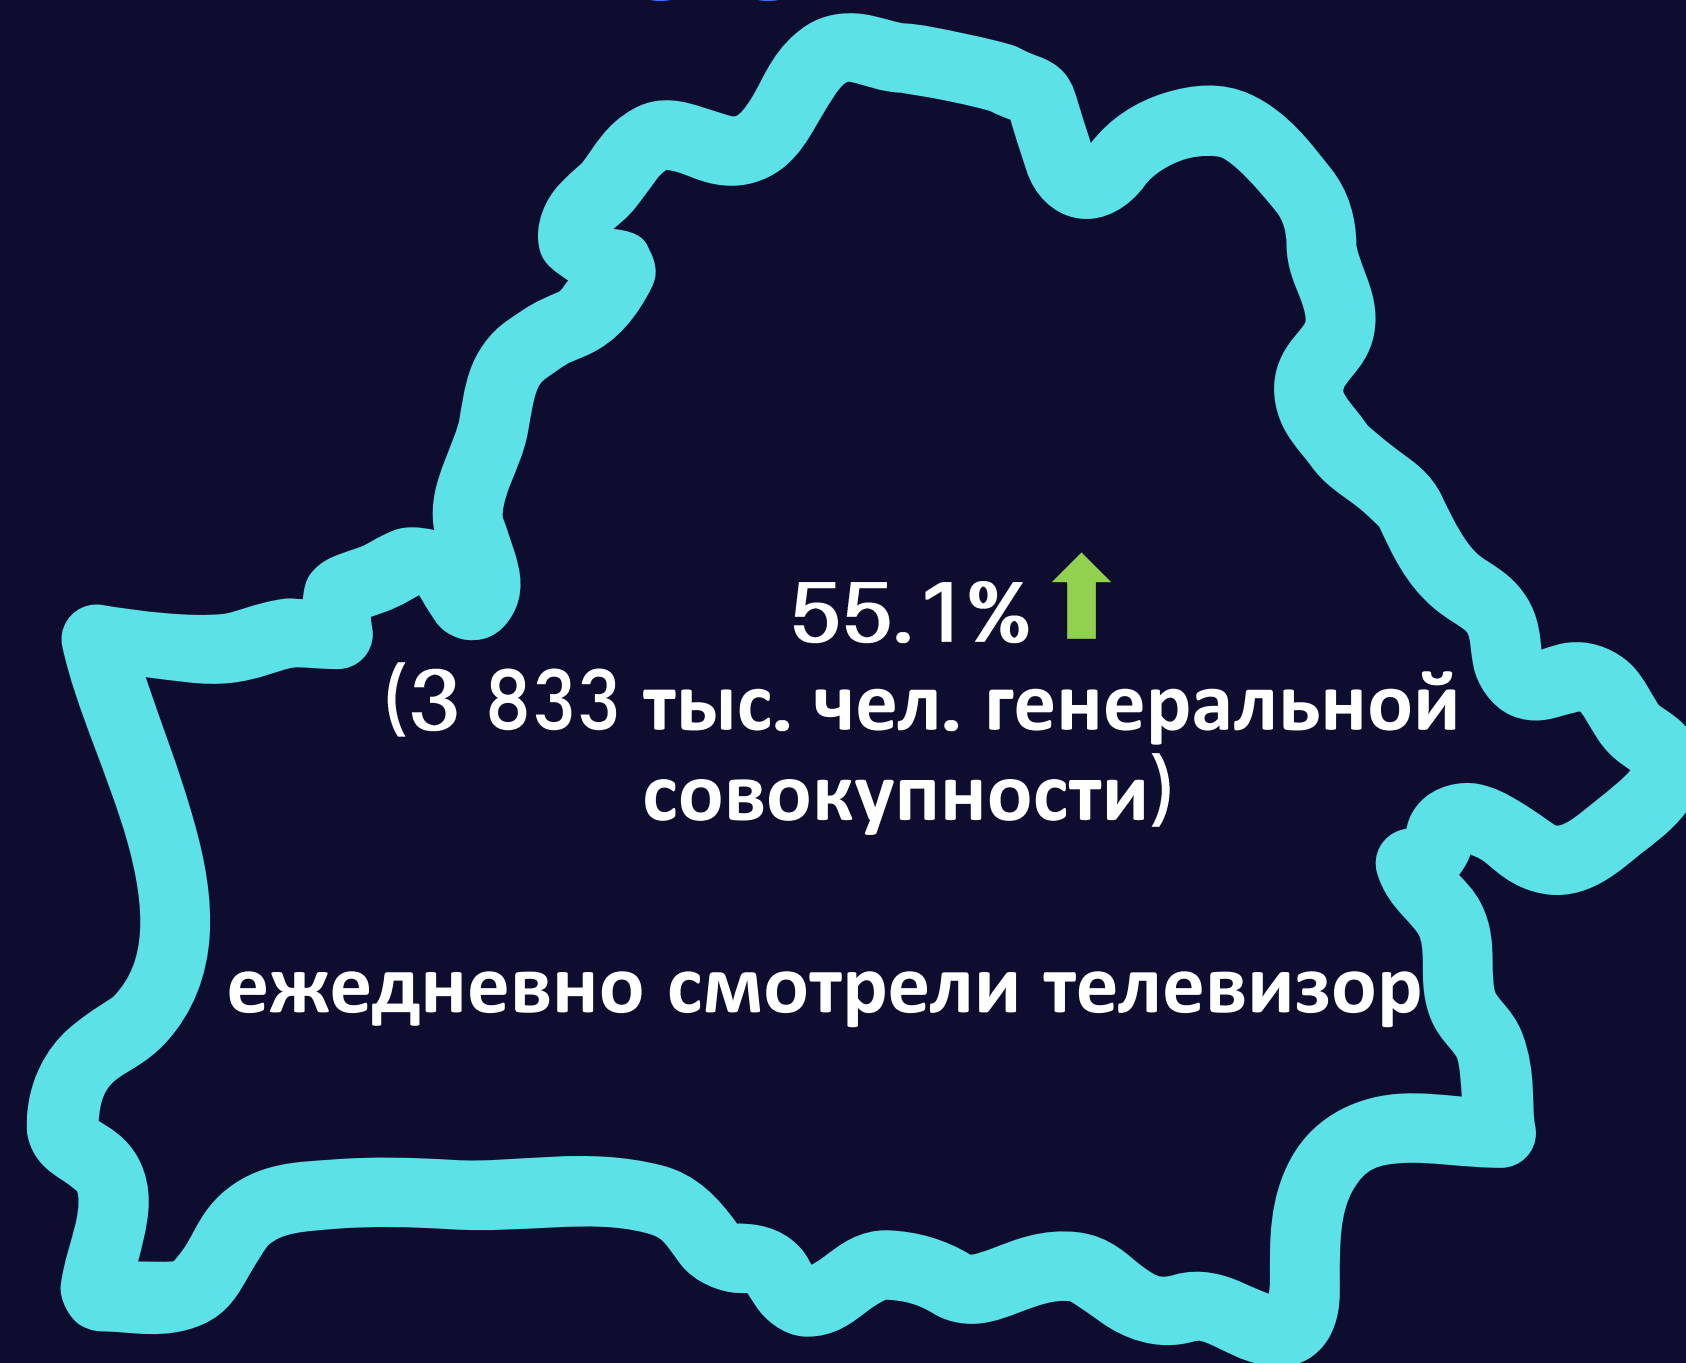 55.1%
(3 833 тыс. чел. генеральной
совокупности)
ежедневно смотрели телевизор